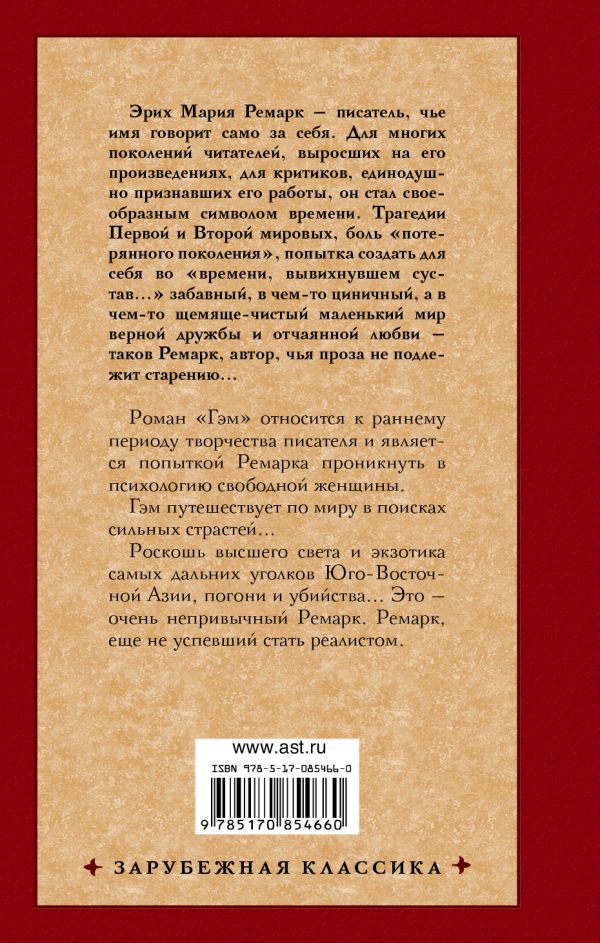 Эрих Мария Ремарк – писатель, чье
имя говорит само за себя. Для многих
поколений читателей, выросших на его
произведениях, для критиков, единодуш-
но признавших его работы, он стал свое-
образным символом времени. Трагедии
Первой и Второй мировых, боль «поте-
рянного поколения», попытка создать для
себя во «времени, вывихнувшем сус-
тав...» забавный, в чем-то циничный, а в
чем-то щемяще-чистый маленький мир
верной дружбы и отчаянной любви –
таков Ремарк, автор, чья проза не подле-
жит старению...
Роман «Гэм» относится к раннему
периоду творчества писателя и являет-
ся попыткой Ремарка проникнуть в
психологию свободной женщины.
Гэм путешествует по миру в поисках
сильных страстей...
Роскошь высшего света и экзотика
самых дальних уголков Юго-Восточ-
ной Азии, погони и убийства... Это –
очень непривычный Ремарк. Ремарк,
еще не успевший стать реалистом.
www.ast.ru
ISBN 978-5-17-085466-0
9 785170 854660
ЗАРУБЕЖНАЯ КЛАССИКА